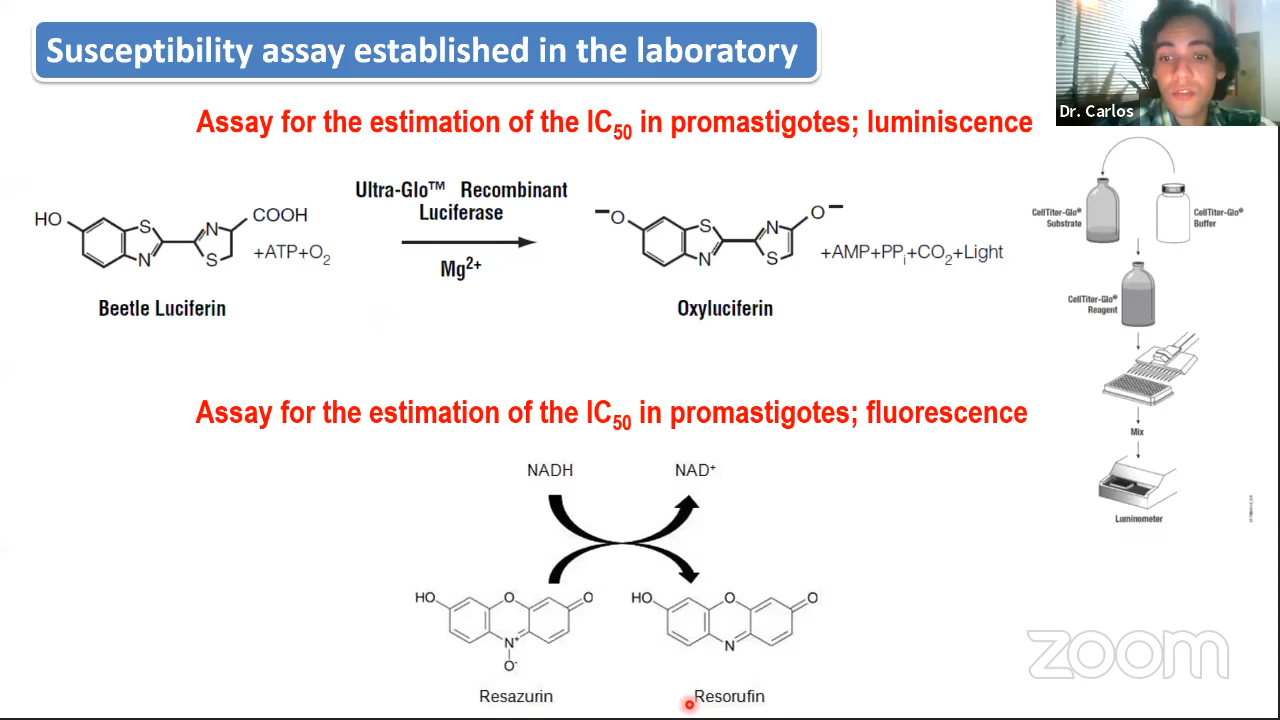 Susceptibility assay established in the laboratory
Dr. Carlos
Assay for the estimation of the IC50 in promastigotes; luminiscence
HO
S
N
N
S
COOH
+ATP+O2
Beetle Luciferin
Ultra-Glo™ Recombinant
Luciferase
Mg2+
O
S
N
N
S
O
+AMP+PPi+CO2+Light
Oxyluciferin
CellTiter-Glo®
Substrate
CellTiter-Glo®
Buffer
CellTiter-Glo®
Reagent
Mix
Luminometer
Assay for the estimation of the IC50 in promastigotes; fluorescence
NADH
NAD+
HO
O
O
N+
O-
Resazurin
HO
O
O
N
Resorufin
zoom